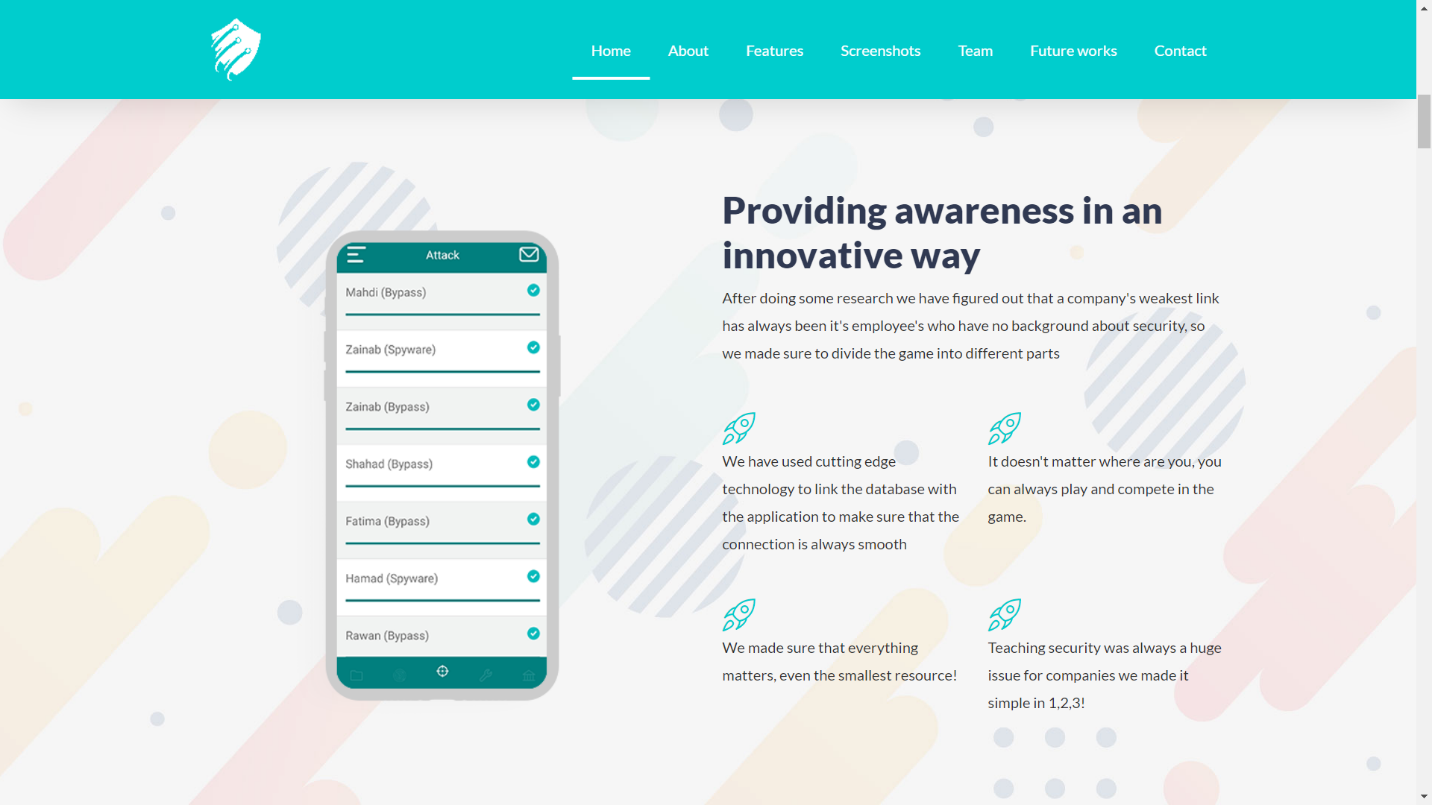 Home About Features Screenshots Team Future works Contact
Attack
Mahdi (Bypass)
Zainab (Spyware)
Zainab (Bypass)
Shahad (Bypass)
Fatima (Bypass)
Hamad (Spyware)
Rawan (Bypass)
Providing awareness in an
innovative way
After doing some research we have figured out that a company's weakest link
has always been it's employee's who have no background about security, so
we made sure to divide the game into different parts
We have used cutting edge
technology to link the database with
the application to make sure that the
connection is always smooth
It doesn't matter where are you, you
can always play and compete in the
game.
We made sure that everything
matters, even the smallest resource!
Teaching security was always a huge
issue for companies we made it
simple in 1,2,3!